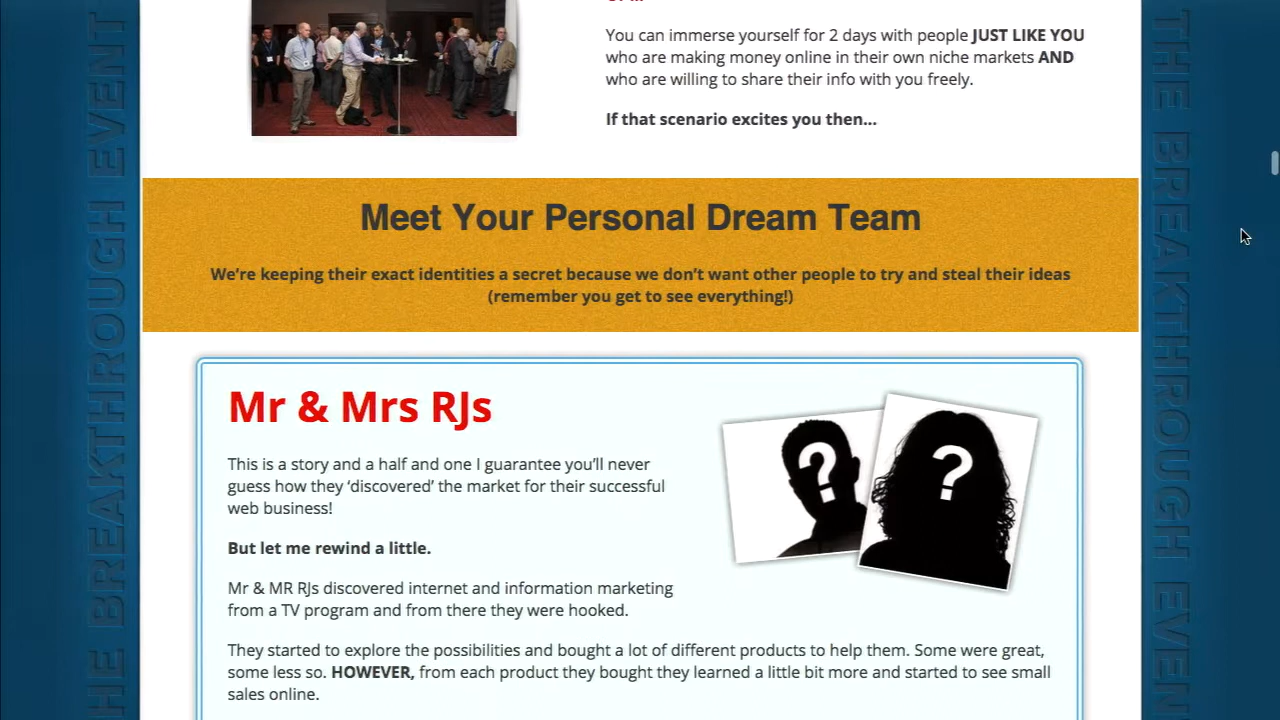 You can immerse yourself for 2 days with people JUST LIKE YOU
who are making money online in their own niche markets AND
who are willing to share their info with you freely.
If that scenario excites you then...
Meet Your Personal Dream Team
We’re keeping their exact identities a secret because we don’t want other people to try and steal their ideas
(remember you get to see everything!)
Mr & Mrs RJs
? ?
This is a story and a half and one I guarantee you’ll never
guess how they ‘discovered’ the market for their successful
web business!
But let me rewind a little.
Mr & MR RJs discovered internet and information marketing
from a TV program and from there they were hooked.
They started to explore the possibilities and bought a lot of different products to help them. Some were great,
some less so. HOWEVER, from each product they bought they learned a little bit more and started to see small
sales online.
HE BREAKTHROUGH EVENT
THE BREAKTHROUGH EVEN